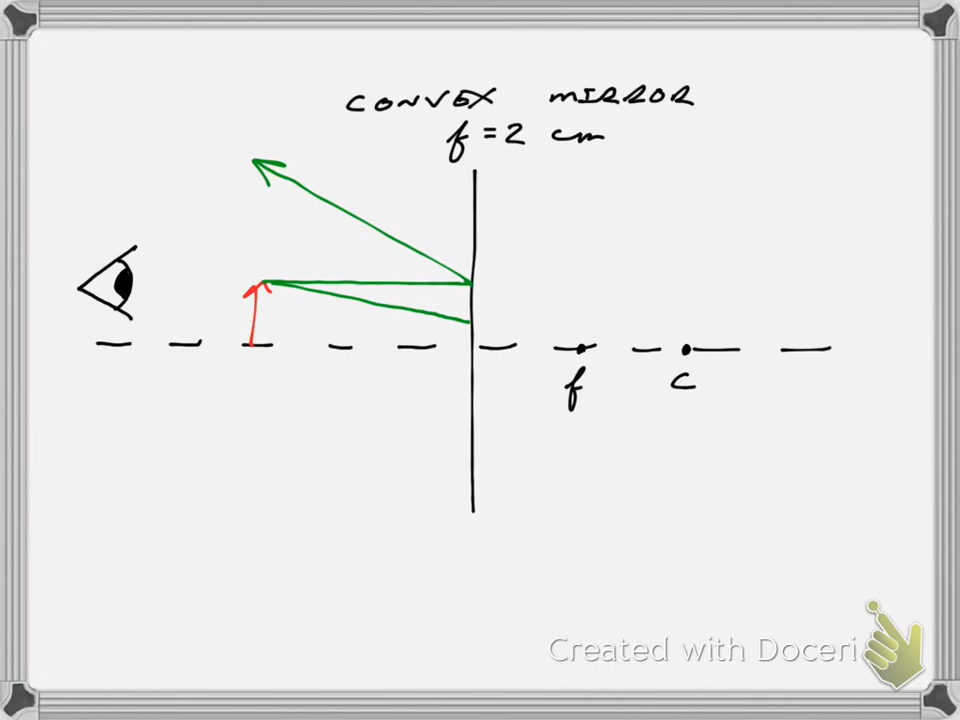 CONVEX MIRROR
f = 2 cm
f
C
Created with Doceri